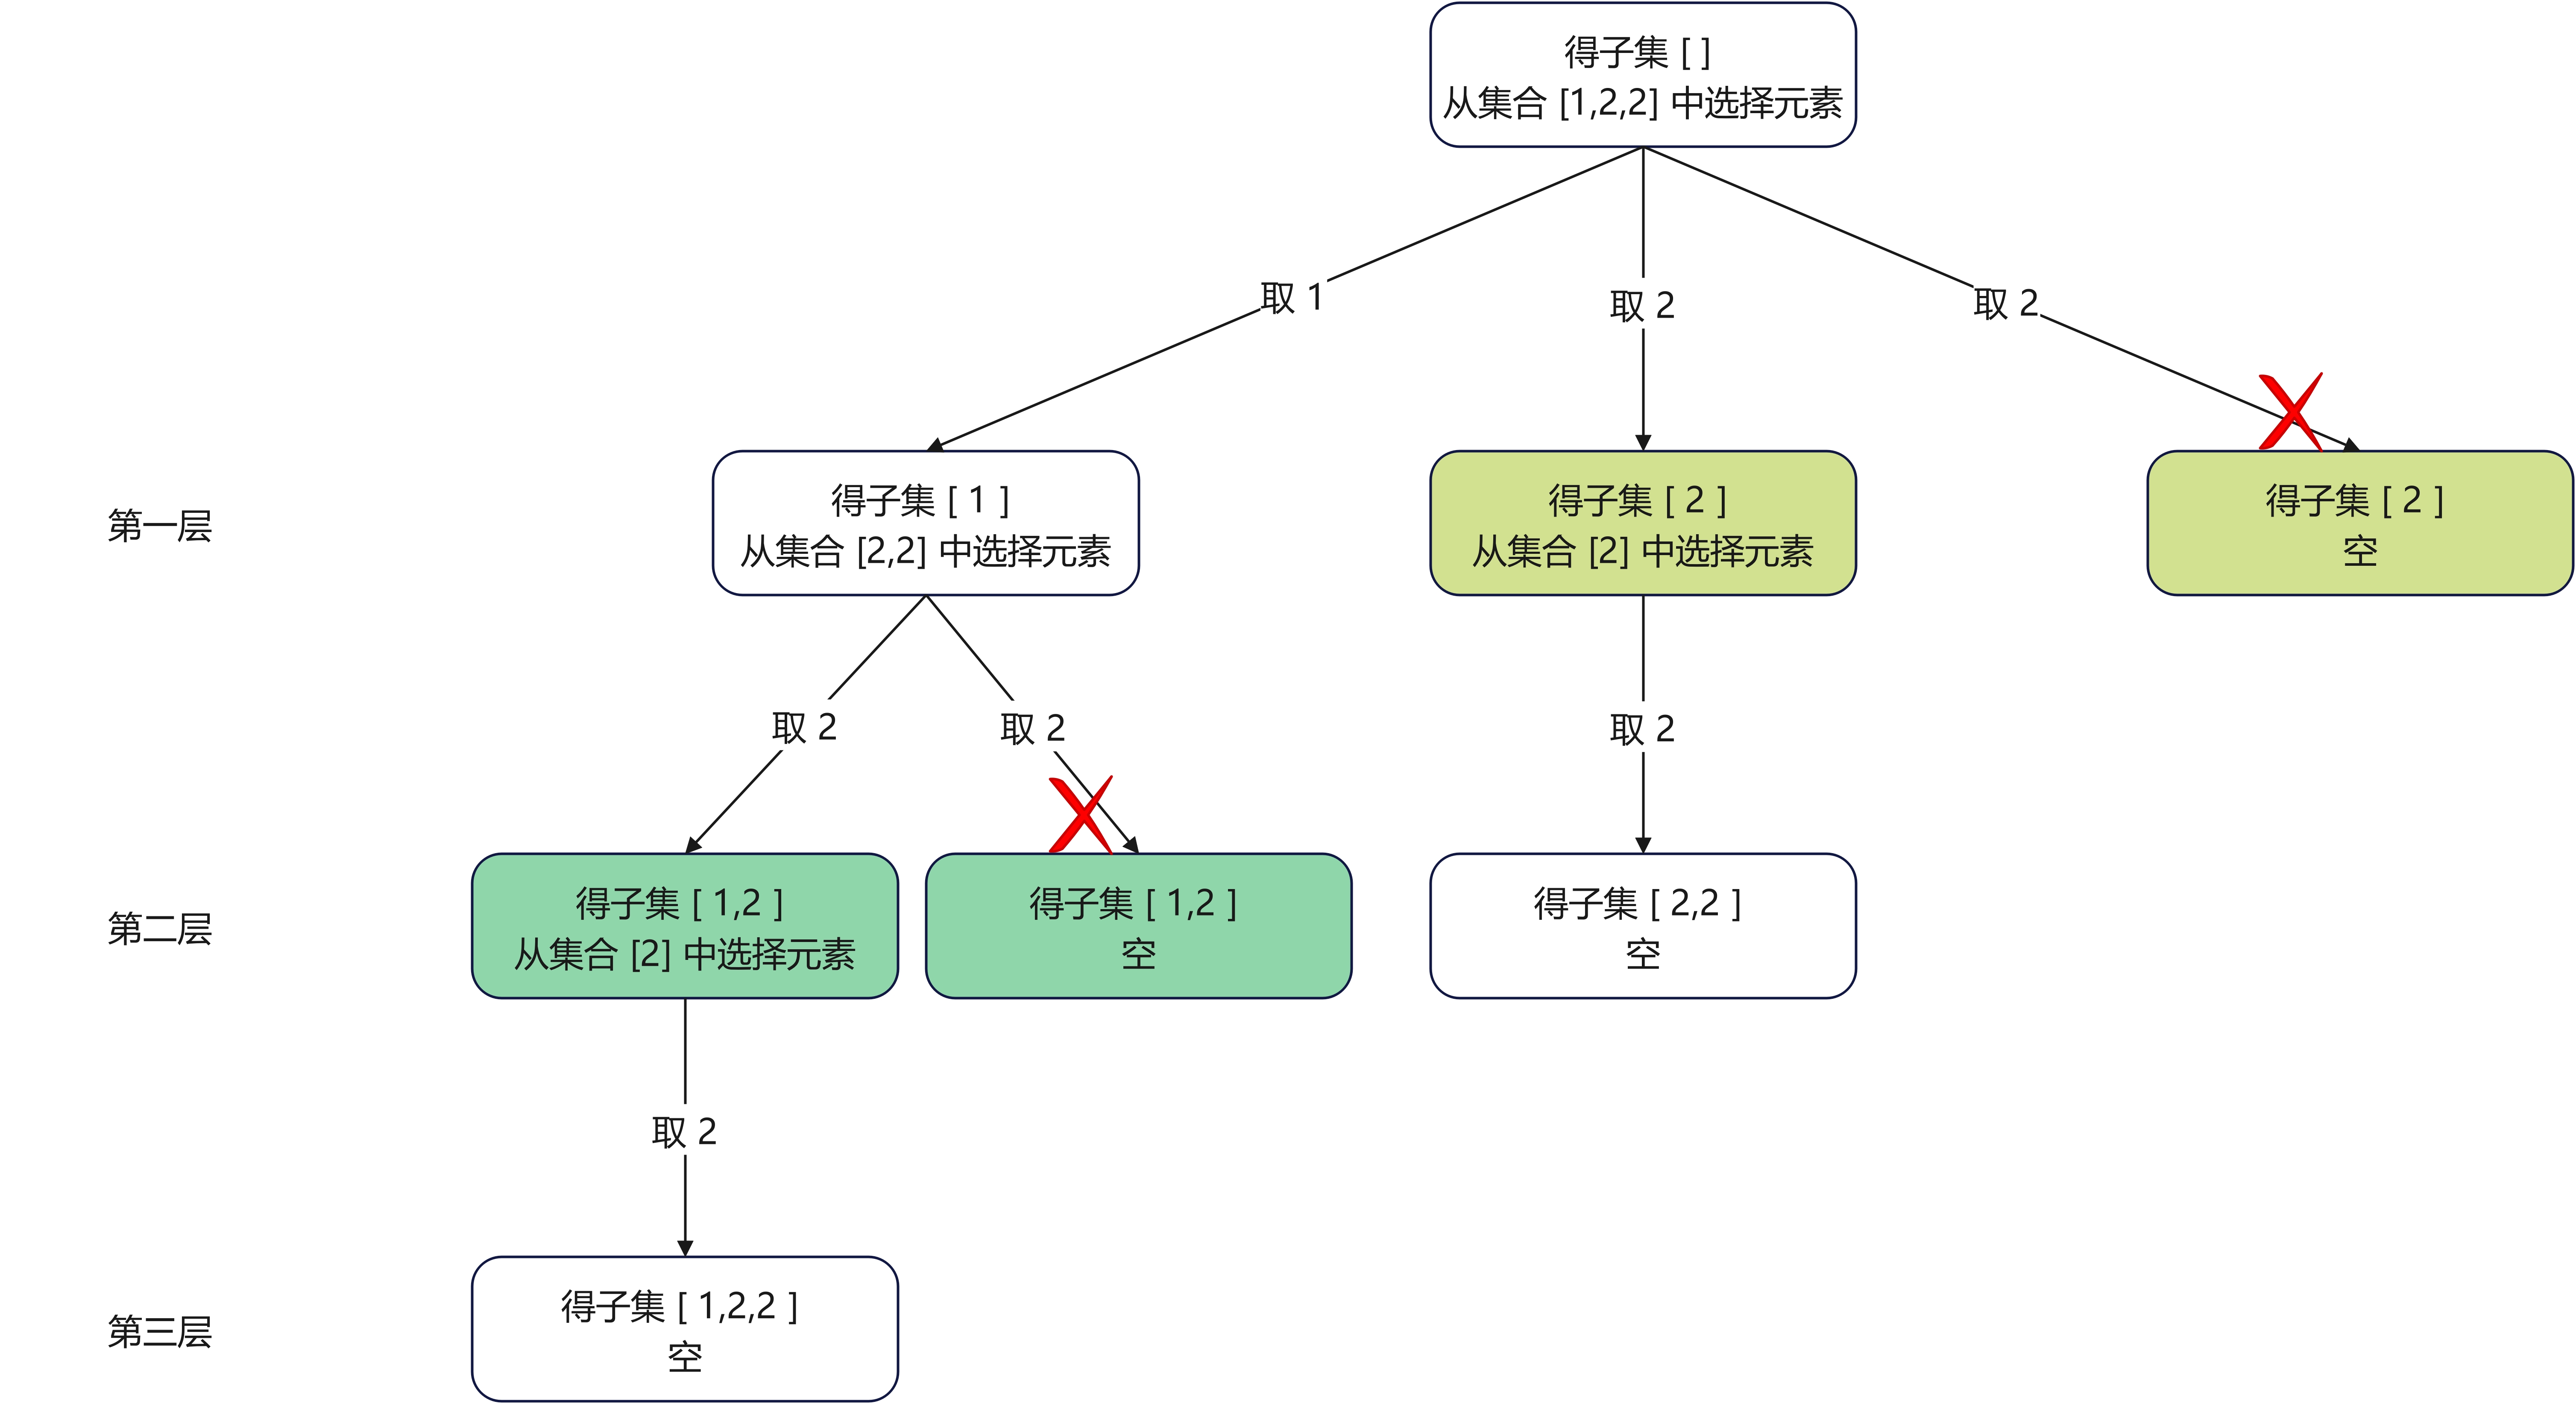 得子集 [ ]
从集合 [1,2,2] 中选择元素
取 1
取 2
取 2
第一层
得子集 [ 1 ]
从集合 [2,2] 中选择元素
得子集 [ 2 ]
从集合 [2] 中选择元素
得子集 [ 2 ]
空
取 2
取 2
取 2
第二层
得子集 [ 1,2 ]
从集合 [2] 中选择元素
得子集 [ 1,2 ]
空
得子集 [ 2,2 ]
空
取 2
第三层
得子集 [ 1,2,2 ]
空